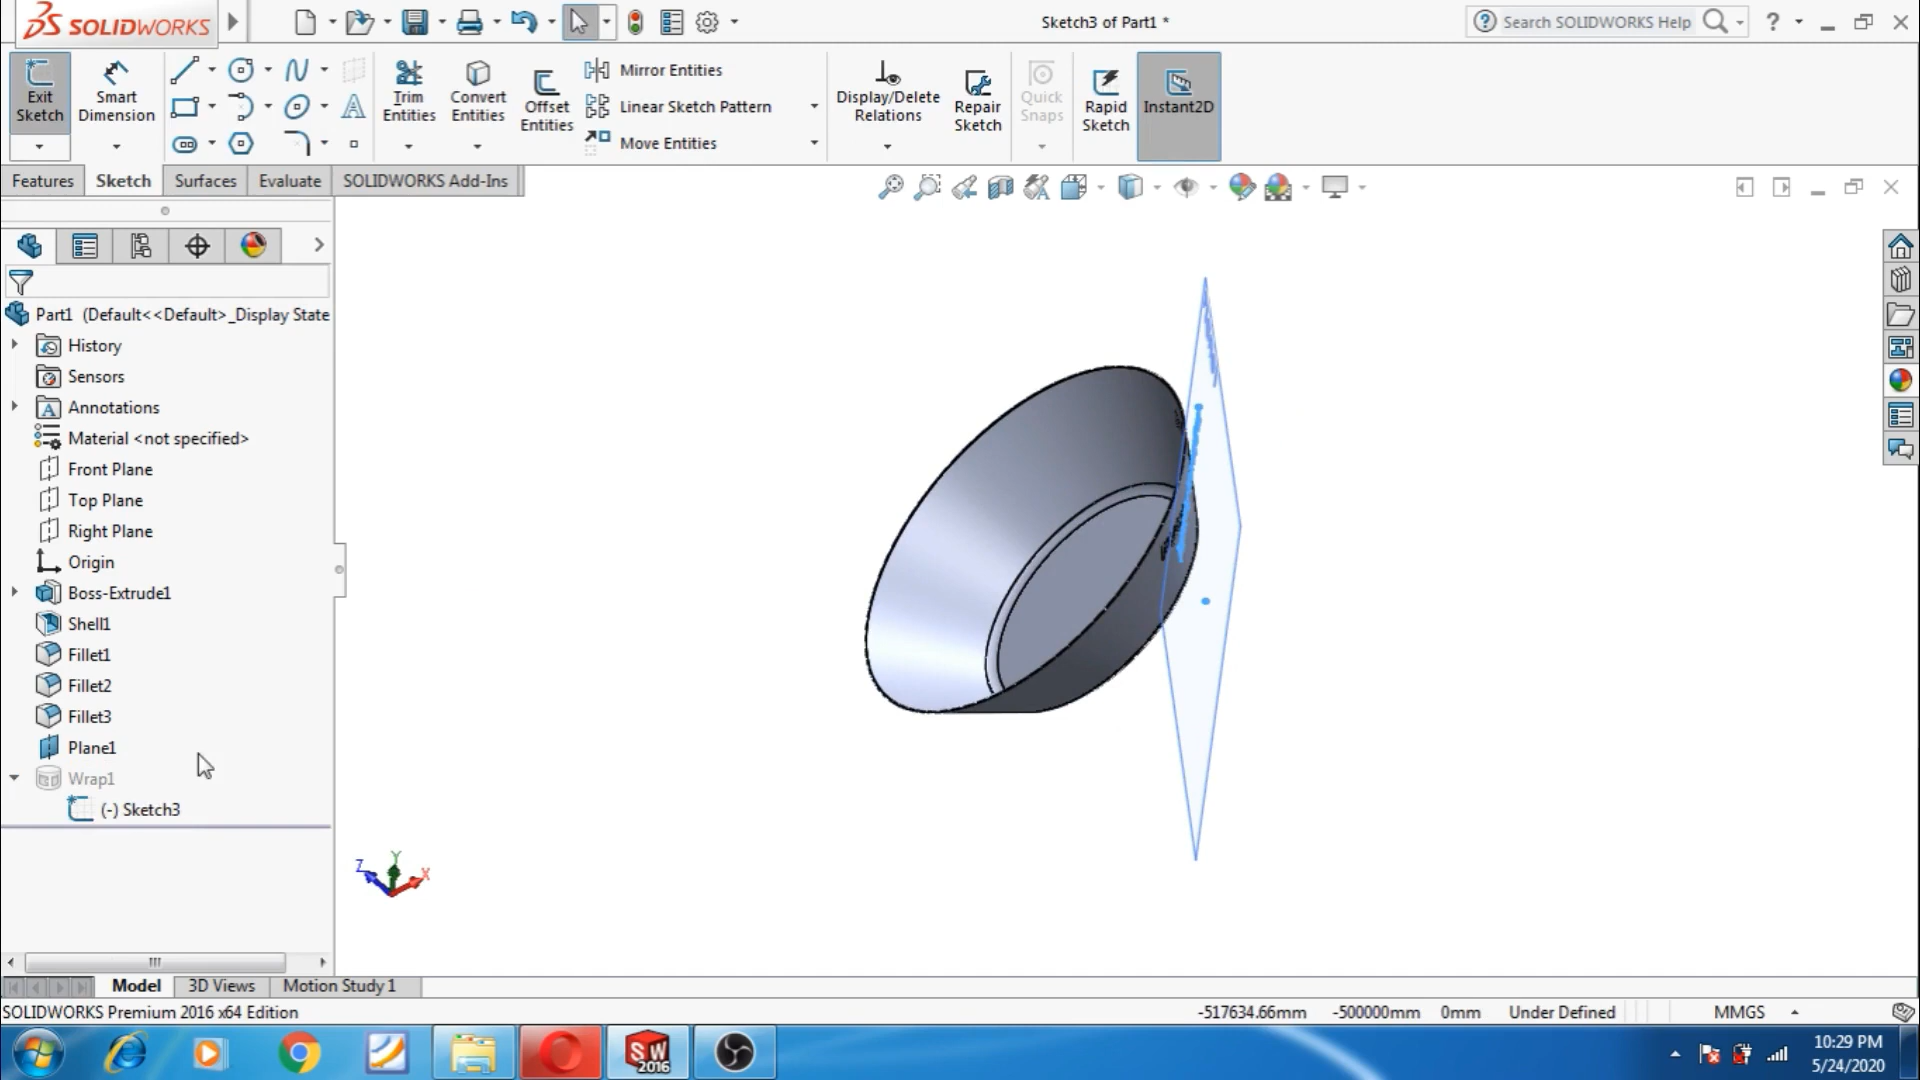 SOLIDWORKS
Sketch3 of Part1 *
Search SOLIDWORKS Help
?
Exit Sketch
Smart Dimension
Trim Entities
Convert Entities
Offset Entities
Mirror Entities
Linear Sketch Pattern
Move Entities
Display/Delete Relations
Repair Sketch
Quick Snaps
Rapid Sketch
Instant2D
Features
Sketch
Surfaces
Evaluate
SOLIDWORKS Add-Ins
Part1 (Default<<Default>_Display State
History
Sensors
Annotations
Material <not specified>
Front Plane
Top Plane
Right Plane
Origin
Boss-Extrude1
Shell1
Fillet1
Fillet2
Fillet3
Plane1
Wrap1
(-) Sketch3
Z
Y
X
Model
3D Views
Motion Study 1
SOLIDWORKS Premium 2016 x64 Edition
-517634.66mm
-500000mm
0mm
Under Defined
MMGS
SW
2016
10:29 PM
5/24/2020